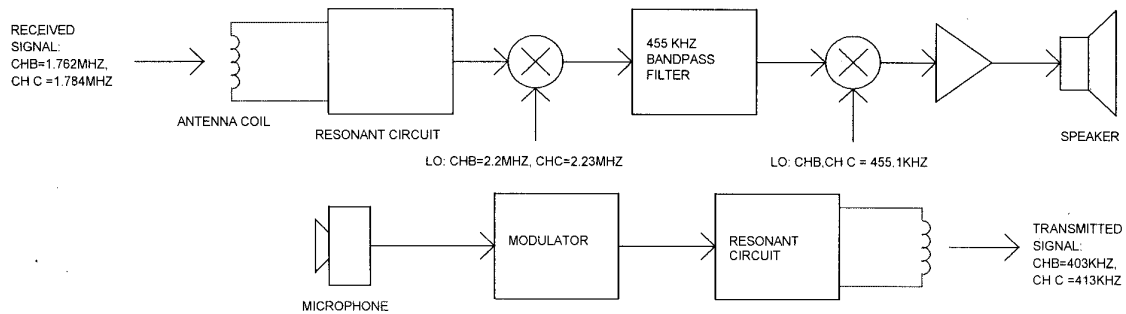 RECEIVED
SIGNAL:
CHB=1.762MHZ,
CH C =1.784MHZ
ANTENNA COIL
RESONANT CIRCUIT
LO: CHB=2.2MHZ, CHC=2.23MHZ
455 KHZ
BANDPASS
FILTER
LO: CHB,CH C = 455.1KHZ
SPEAKER
MICROPHONE
MODULATOR
RESONANT
CIRCUIT
TRANSMITTED
SIGNAL:
CHB=403KHZ,
CH C =413KHZ